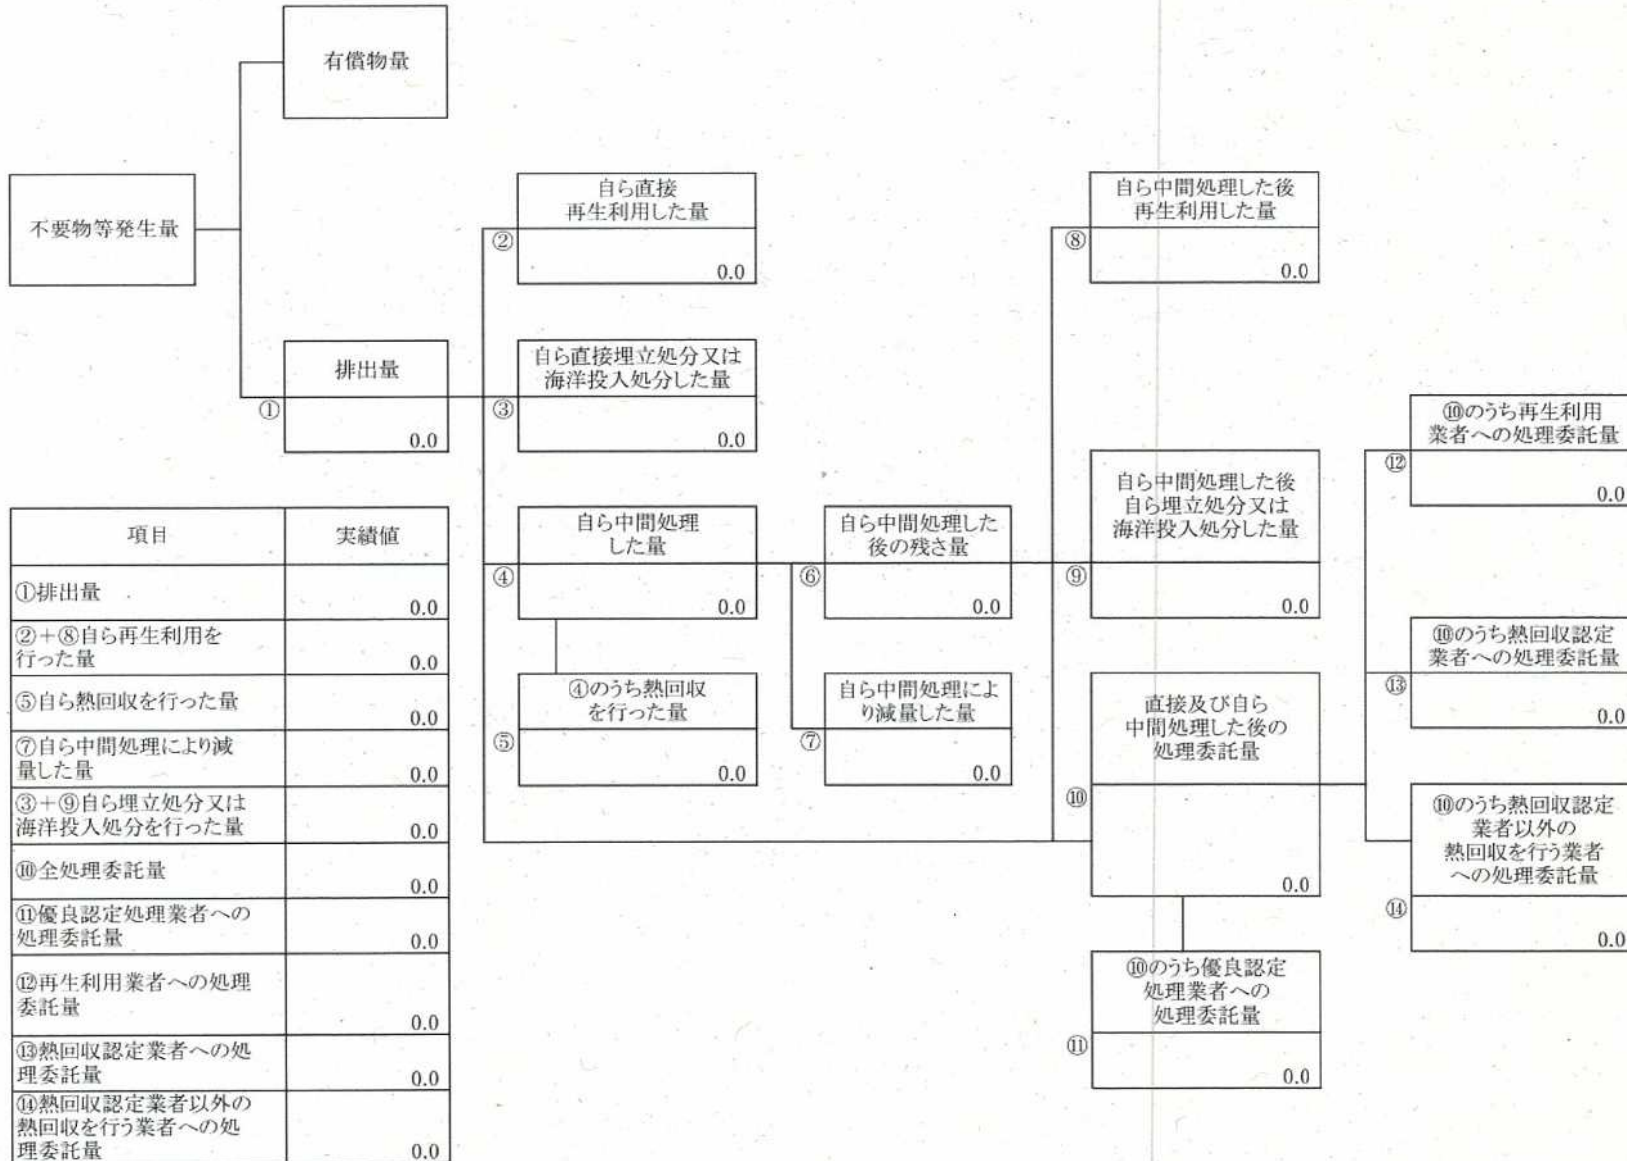 有償物量
不要物等発生量
自ら直接
再生利用した量
②
0.0
自ら中間処理した後
再生利用した量
⑧
0.0
排出量
①
0.0
自ら直接埋立処分又は
海洋投入処分した量
③
0.0
⑩のうち再生利用
業者への処理委託量
⑫
0.0
自ら中間処理
した量
④
0.0
自ら中間処理した
後の残さ量
⑥
0.0
自ら中間処理した後
自ら埋立処分又は
海洋投入処分した量
⑨
0.0
⑩のうち熱回収認定
業者への処理委託量
⑬
0.0
④のうち熱回収
を行った量
⑤
0.0
自ら中間処理によ
り減量した量
⑦
0.0
直接及び自ら
中間処理した後の
処理委託量
⑩
0.0
⑩のうち熱回収認定
業者以外の
熱回収を行う業者
への処理委託量
⑭
0.0
⑩のうち優良認定
処理業者への
処理委託量
⑪
0.0
項目 実績値
①排出量
0.0
②+⑧自ら再生利用を
行った量
0.0
⑤自ら熱回収を行った量
0.0
⑦自ら中間処理により減
量した量
0.0
③+⑨自ら埋立処分又は
海洋投入処分を行った量
0.0
⑩全処理委託量
0.0
⑪優良認定処理業者への
処理委託量
0.0
⑫再生利用業者への処理
委託量
0.0
⑬熱回収認定業者への処
理委託量
0.0
⑭熱回収認定業者以外の
熱回収を行う業者への処
理委託量
0.0